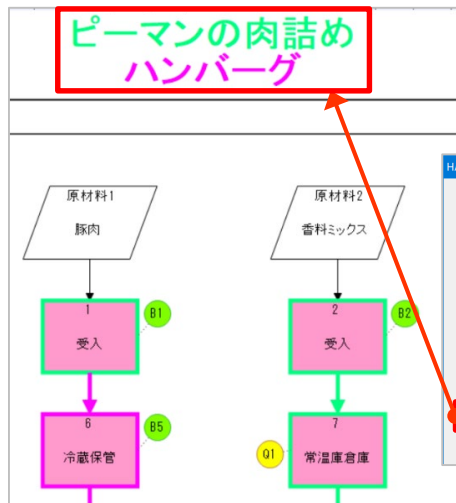 ピーマンの肉詰め
ハンバーグ
原材料1
豚肉
原材料2
香料ミックス
1
受入
B1
2
受入
B2
6
冷蔵保管
B5
7
常温庫倉庫
Q1